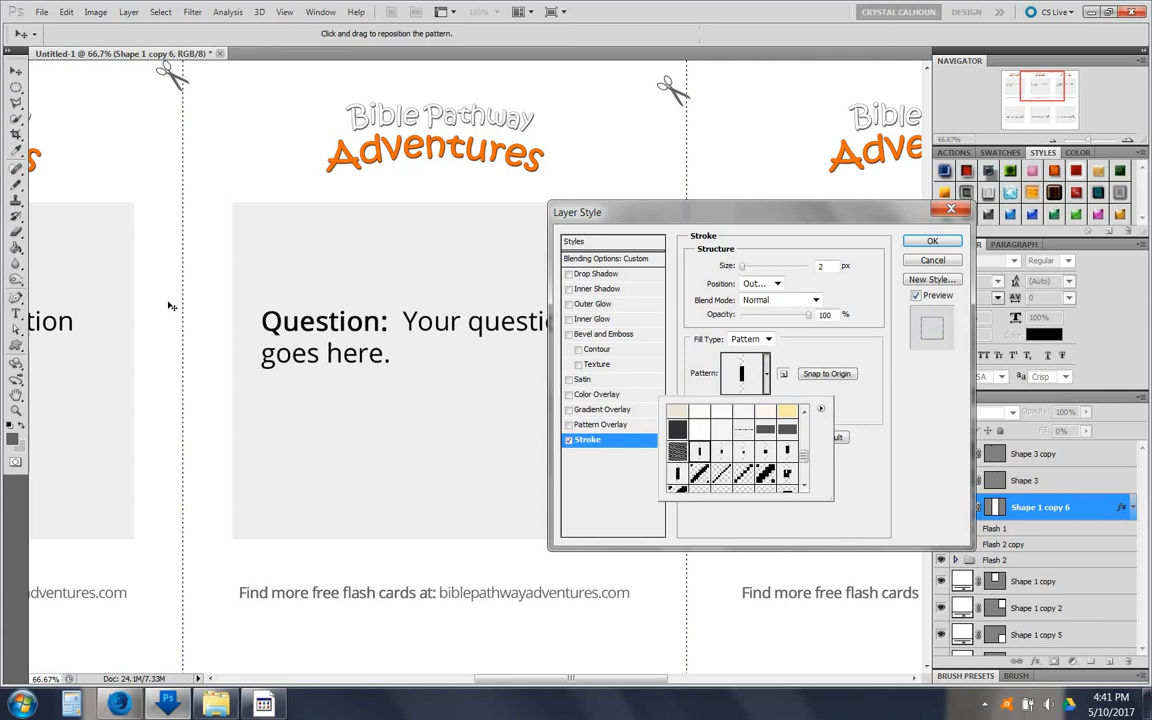 Ps File Edit Image Layer Select Filter Analysis 3D View Window Help 100% CRYSTAL CALHOUN DESIGN CS Live
Click and drag to reposition the pattern.
Untitled-1 @ 66.7% (Shape 1 copy 6, RGB/8) *
NAVIGATOR
66.67%
ACTIONS SWATCHES STYLES COLOR
PARAGRAPH
Regular
(Auto)
0
100%
Crisp
Opacity: 100%
Fill: 0%
Bible Pathway
Adventures
Adve
Layer Style
Styles
Blending Options: Custom
Drop Shadow
Inner Shadow
Outer Glow
Inner Glow
Bevel and Emboss
Contour
Texture
Satin
Color Overlay
Gradient Overlay
Pattern Overlay
Stroke
Stroke
Structure
Size: 2 px
Position: Out...
Blend Mode: Normal
Opacity: 100 %
Fill Type: Pattern
Pattern:
Snap to Origin
OK
Cancel
New Style...
Preview
tion
Question: Your questi
goes here.
dventures.com
Find more free flash cards at: biblepathwayadventures.com
Find more free flash cards
Shape 3 copy
Shape 3
Shape 1 copy 6
fx
Flash 1
Flash 2 copy
Flash 2
Shape 1 copy
Shape 1 copy 2
Shape 1 copy 5
66.67% Doc: 24.1M/7.33M
BRUSH PRESETS BRUSH
4:41 PM
5/10/2017